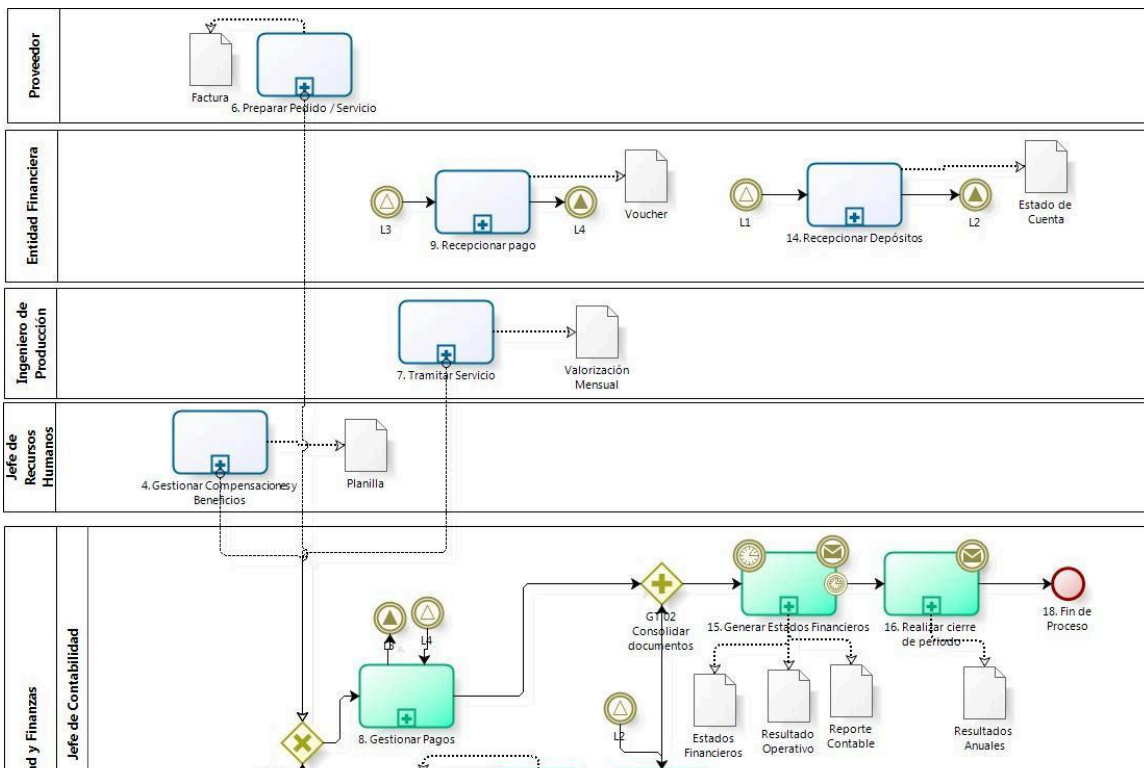 Proveedor
Factura
6. Preparar Pedido / Servicio
Entidad Financiera
L3
9. Recepcionar pago
L4
Voucher
L1
14. Recepcionar Depósitos
L2
Estado de
Cuenta
Ingeniero de
Producción
7. Tramitar Servicio
Valorización
Mensual
Jefe de
Recursos
Humanos
4. Gestionar Compensaciones y
Beneficios
Planilla
d y Finanzas
Jefe de Contabilidad
L3
L4
8. Gestionar Pagos
GT 02
Consolidar
documentos
L2
15. Generar Estados Financieros
16. Realizar cierre
de periodo
18. Fin de
Proceso
Estados
Financieros
Resultado
Operativo
Reporte
Contable
Resultados
Anuales